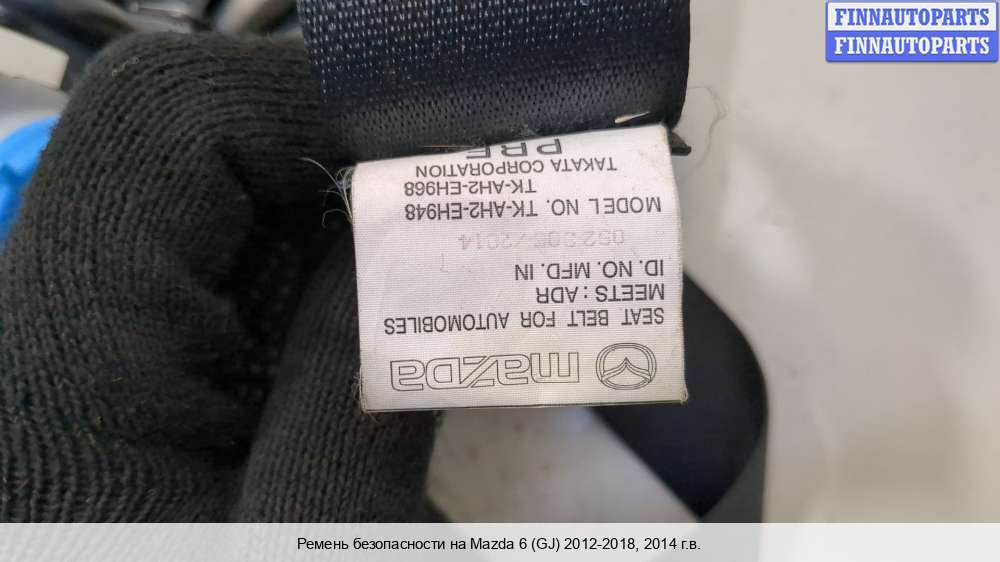 FINNAUTOPARTS
FINNAUTOPARTS
mazda
SEAT BELT FOR AUTOMOBILES
MEETS : ADR
ID. NO. MFD. IN
MODEL NO. TK-AH2-EH948
TK-AH2-EH968
TAKATA CORPORATION
Ремень безопасности на Mazda 6 (GJ) 2012-2018, 2014 г.в.